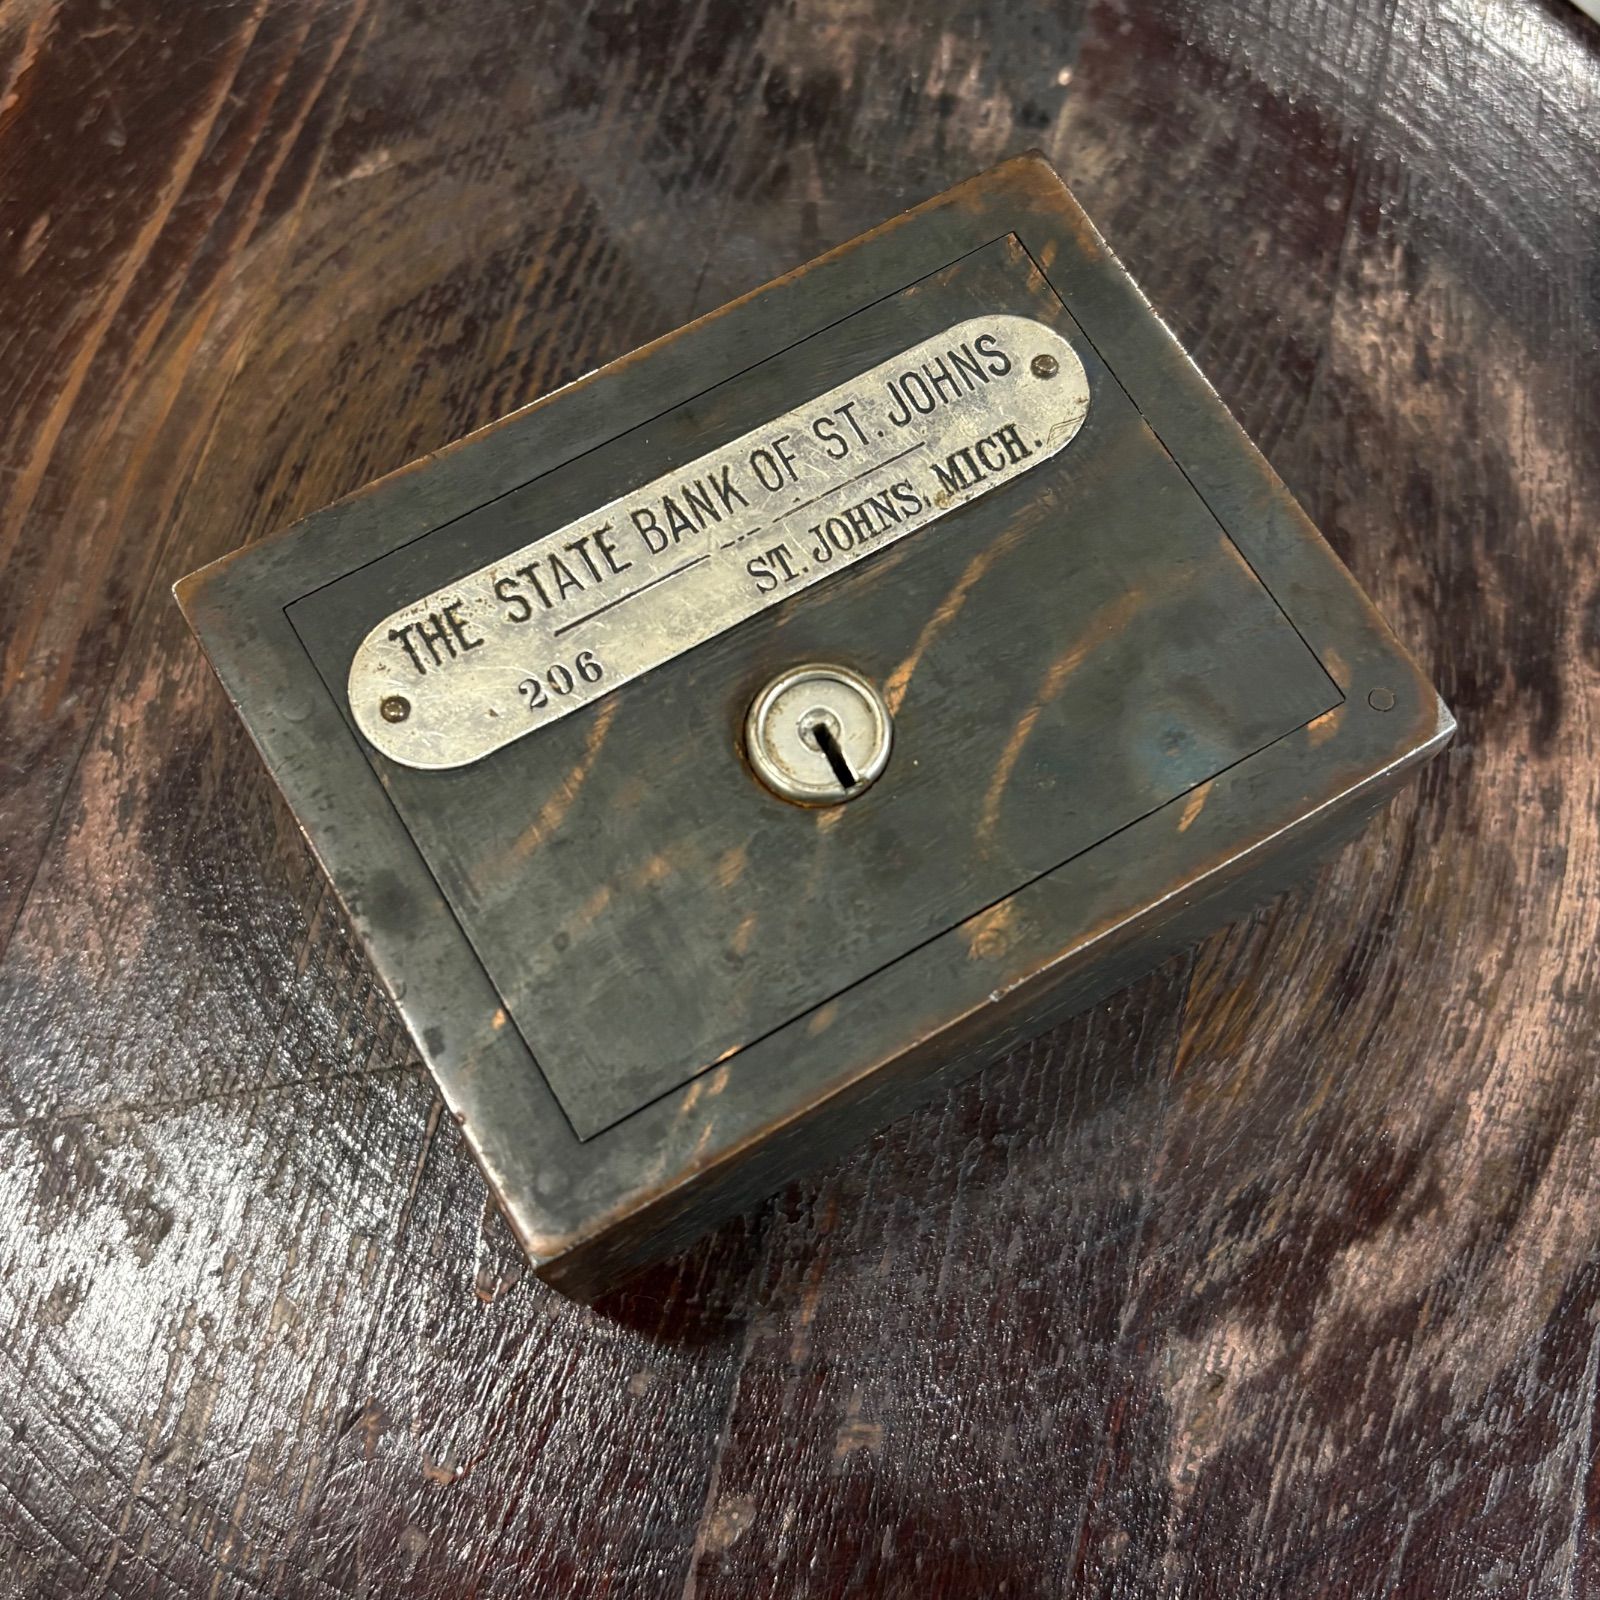 THE STATE BANK OF ST. JOHNS
206 ST. JOHNS, MICH.